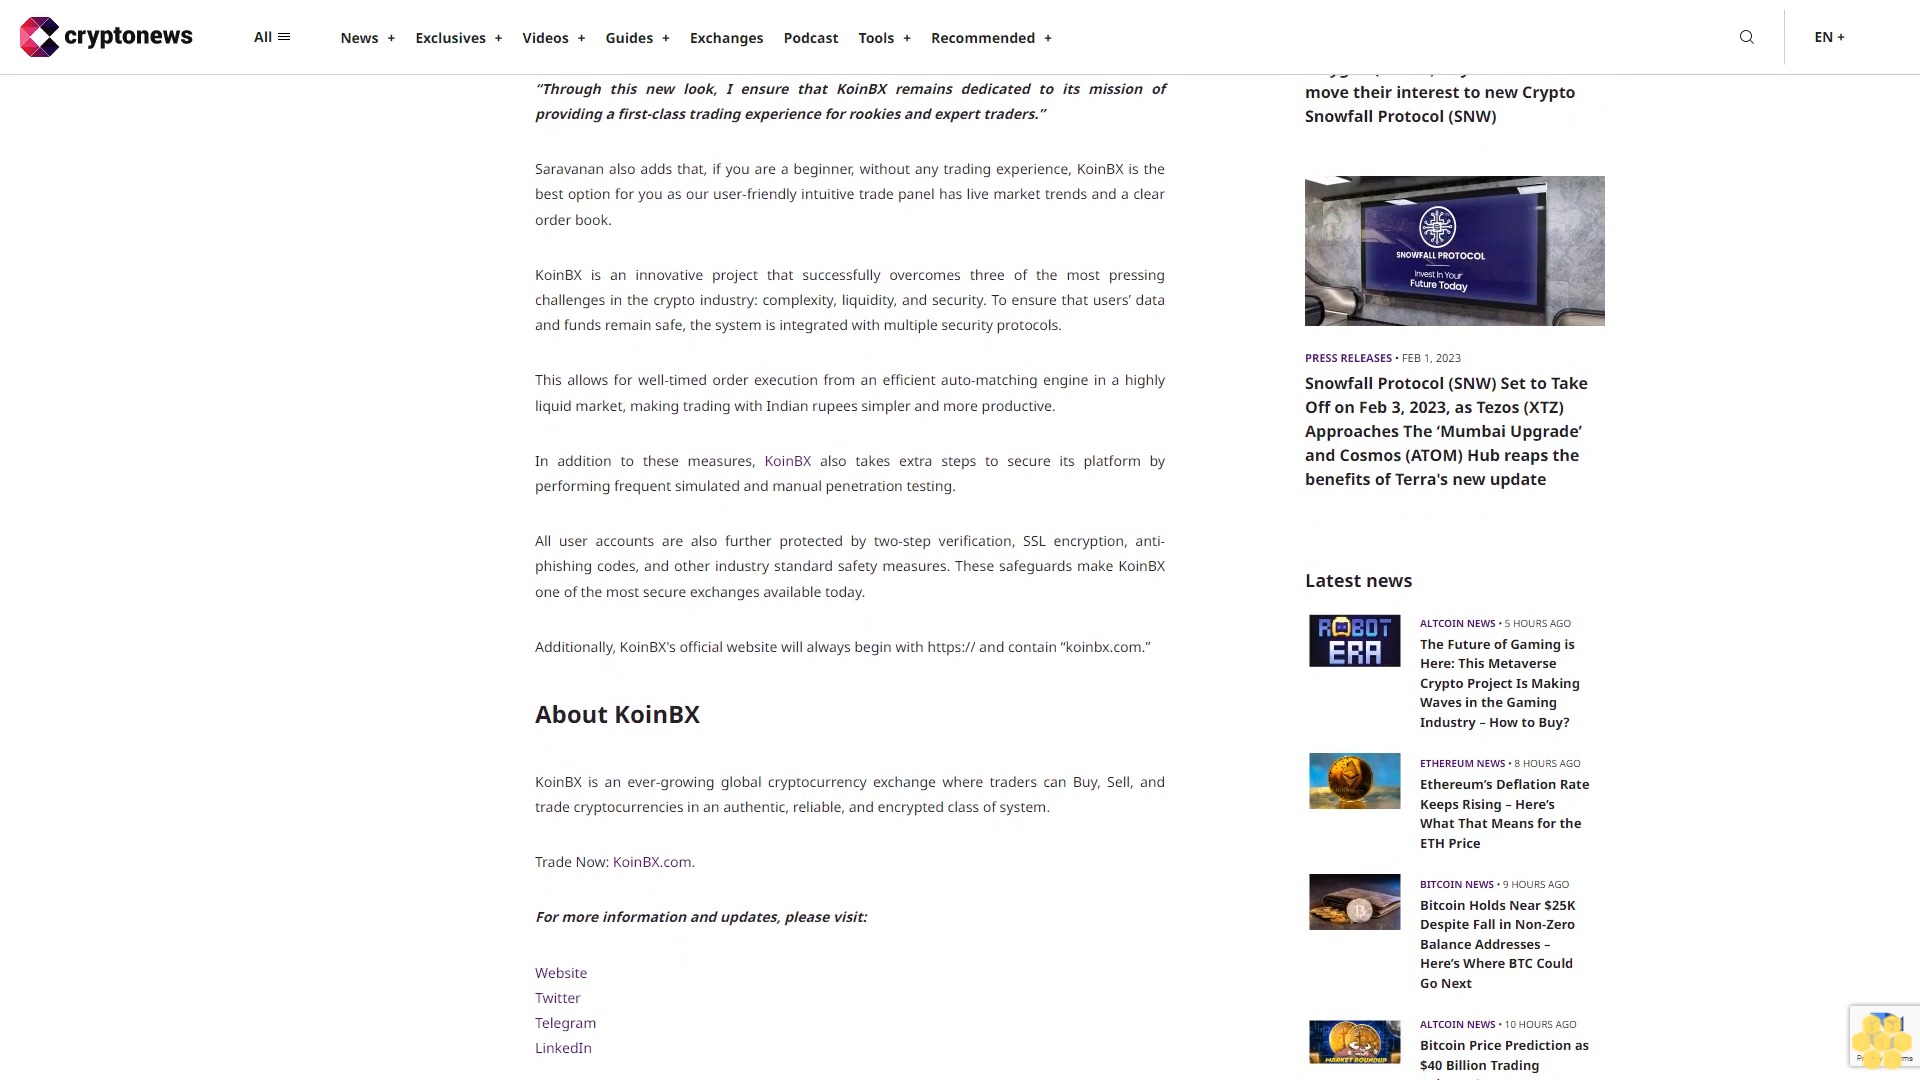 cryptonews
All
News + Exclusives + Videos + Guides + Exchanges Podcast Tools + Recommended +
EN +
“Through this new look, I ensure that KoinBX remains dedicated to its mission of
providing a first-class trading experience for rookies and expert traders.”
Saravanan also adds that, if you are a beginner, without any trading experience, KoinBX is the
best option for you as our user-friendly intuitive trade panel has live market trends and a clear
order book.
KoinBX is an innovative project that successfully overcomes three of the most pressing
challenges in the crypto industry: complexity, liquidity, and security. To ensure that users’ data
and funds remain safe, the system is integrated with multiple security protocols.
This allows for well-timed order execution from an efficient auto-matching engine in a highly
liquid market, making trading with Indian rupees simpler and more productive.
In addition to these measures, KoinBX also takes extra steps to secure its platform by
performing frequent simulated and manual penetration testing.
All user accounts are also further protected by two-step verification, SSL encryption, anti-
phishing codes, and other industry standard safety measures. These safeguards make KoinBX
one of the most secure exchanges available today.
Additionally, KoinBX's official website will always begin with https:// and contain “koinbx.com.”
About KoinBX
KoinBX is an ever-growing global cryptocurrency exchange where traders can Buy, Sell, and
trade cryptocurrencies in an authentic, reliable, and encrypted class of system.
Trade Now: KoinBX.com.
For more information and updates, please visit:
Website
Twitter
Telegram
LinkedIn
move their interest to new Crypto
Snowfall Protocol (SNW)
SNOWFALL PROTOCOL
Invest In Your
Future Today
PRESS RELEASES • FEB 1, 2023
Snowfall Protocol (SNW) Set to Take
Off on Feb 3, 2023, as Tezos (XTZ)
Approaches The ‘Mumbai Upgrade’
and Cosmos (ATOM) Hub reaps the
benefits of Terra's new update
Latest news
ROBOT
ERA
ALTCOIN NEWS • 5 HOURS AGO
The Future of Gaming is
Here: This Metaverse
Crypto Project Is Making
Waves in the Gaming
Industry – How to Buy?
ETHEREUM NEWS • 8 HOURS AGO
Ethereum’s Deflation Rate
Keeps Rising – Here’s
What That Means for the
ETH Price
BITCOIN NEWS • 9 HOURS AGO
Bitcoin Holds Near $25K
Despite Fall in Non-Zero
Balance Addresses –
Here’s Where BTC Could
Go Next
MARKET ROUNDUP
ALTCOIN NEWS • 10 HOURS AGO
Bitcoin Price Prediction as
$40 Billion Trading